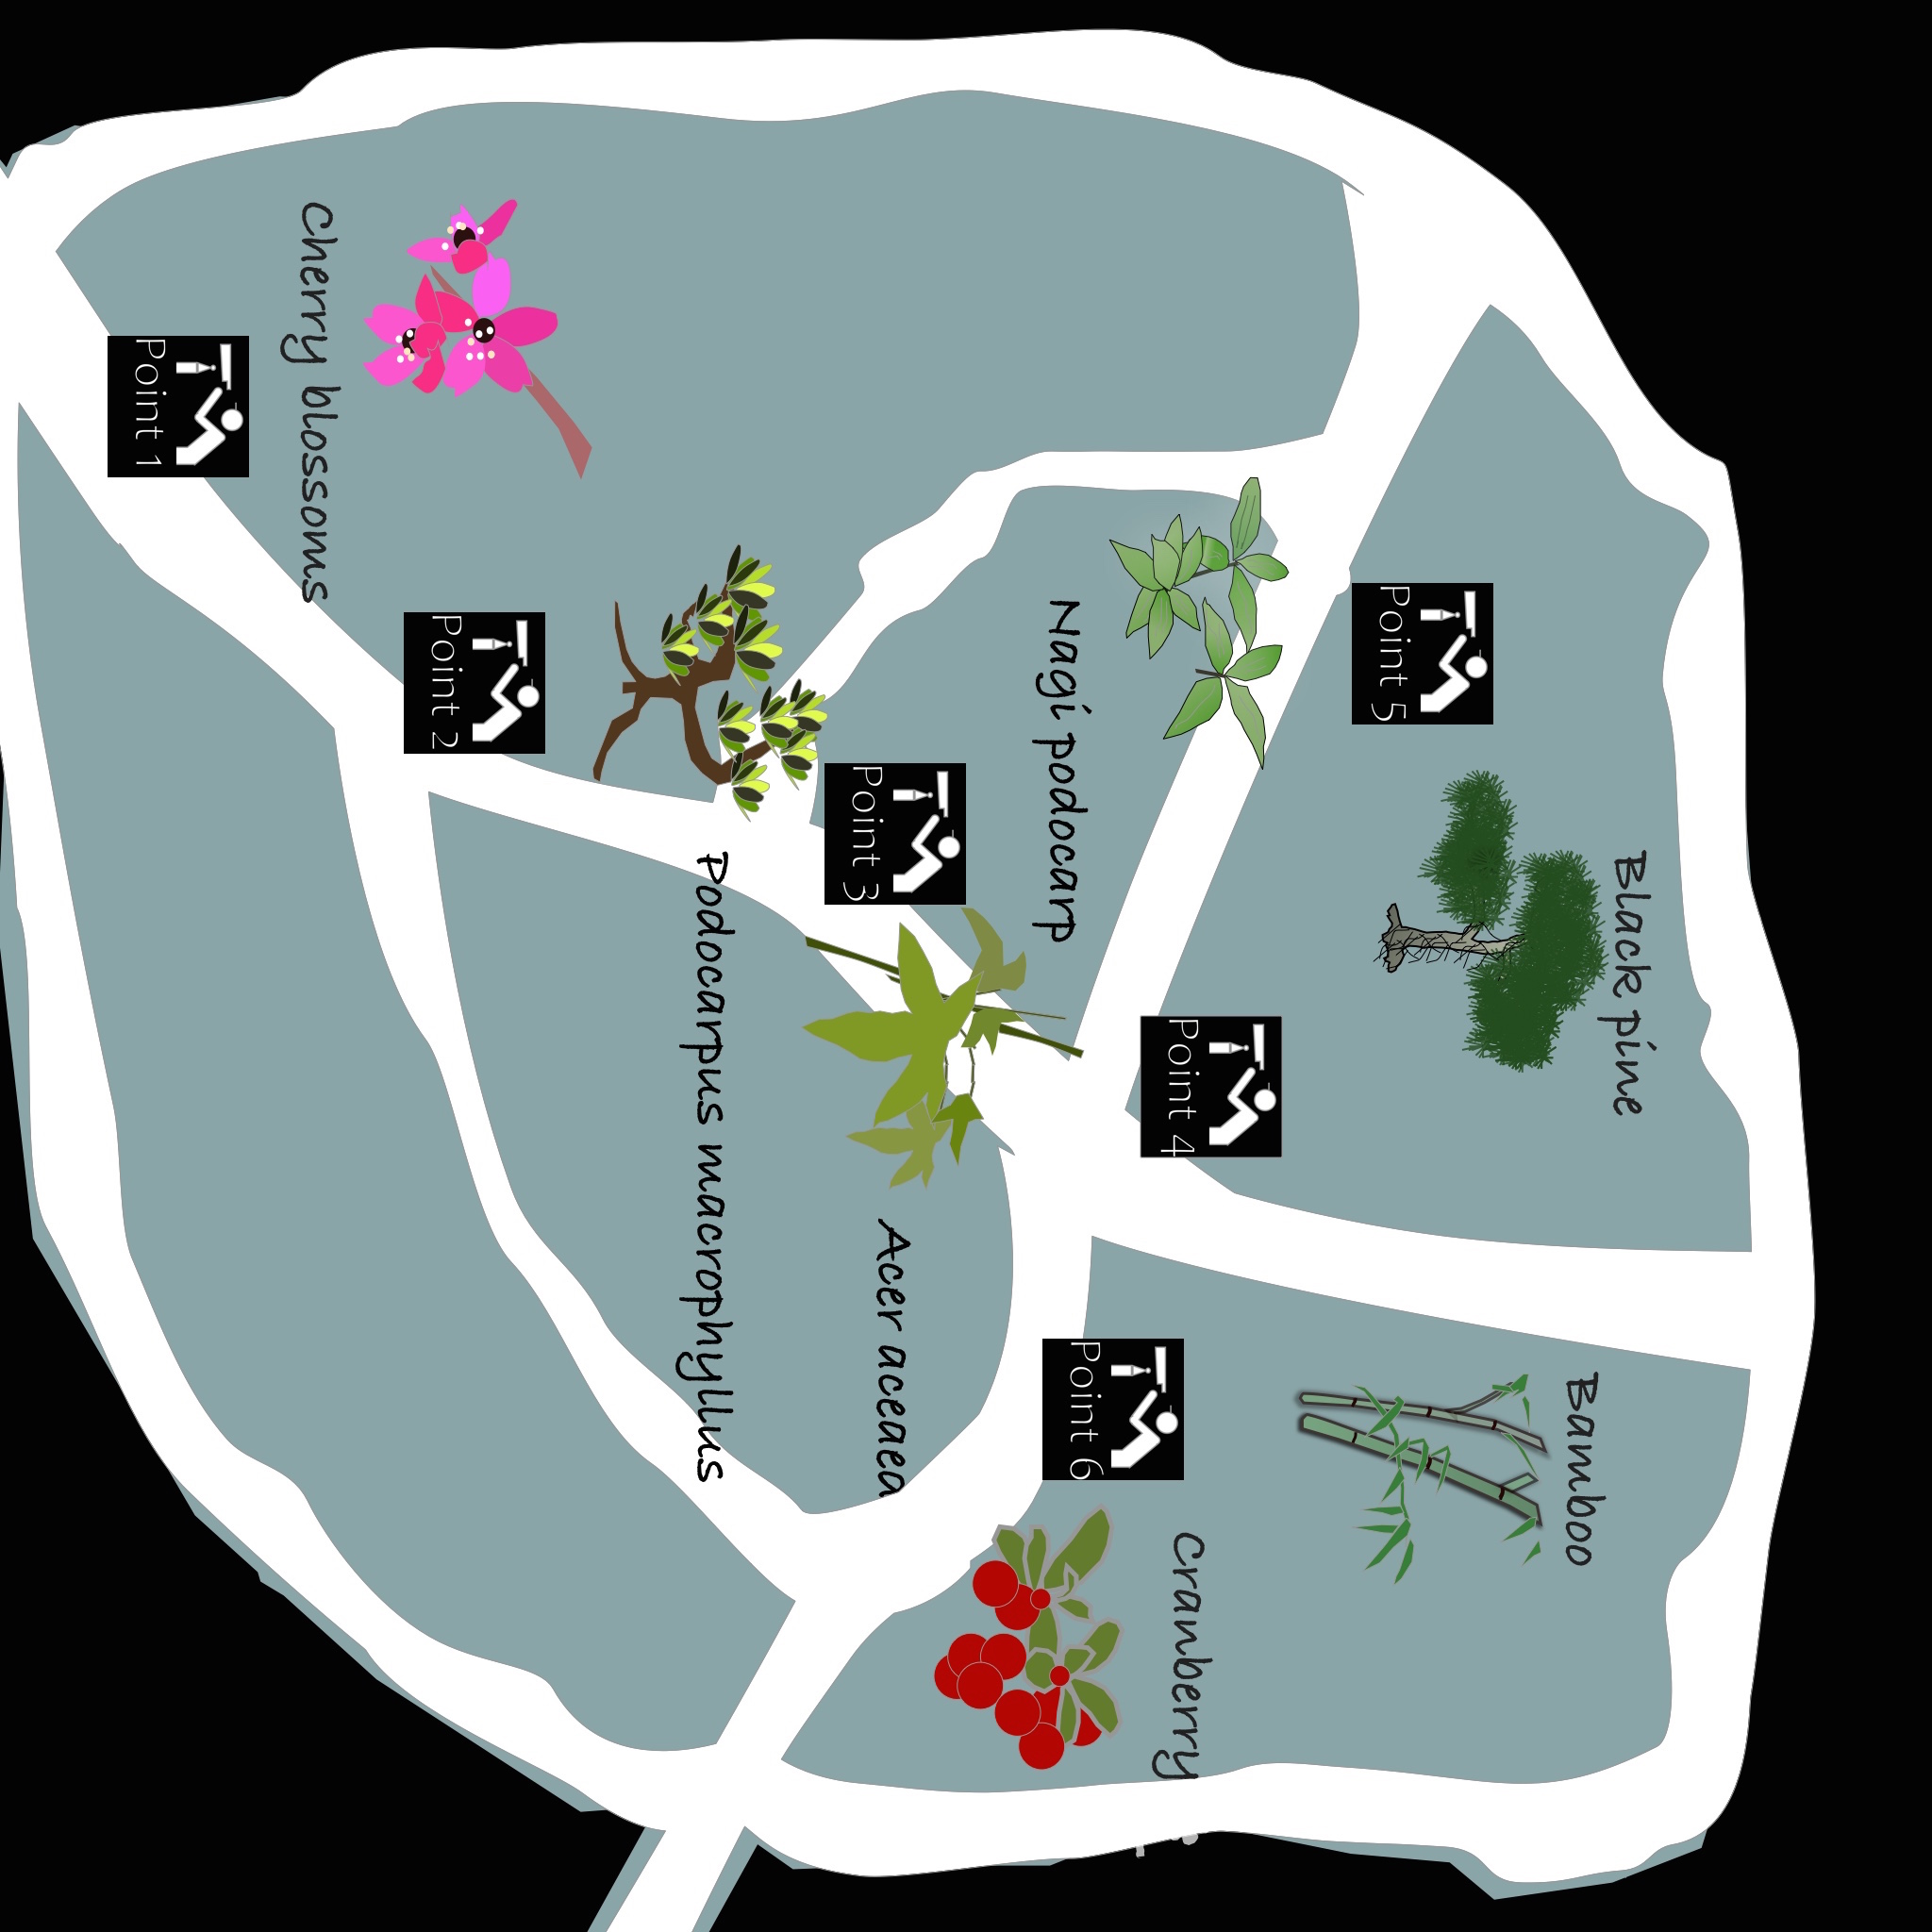 Black pine
Bamboo
Point 5
Cranberry
Point 4
Point 6
Nagi podocarp
Acer aceaea
Point 3
Podocarpus macrophyllus
Point 2
Cherry blossoms
Point 1